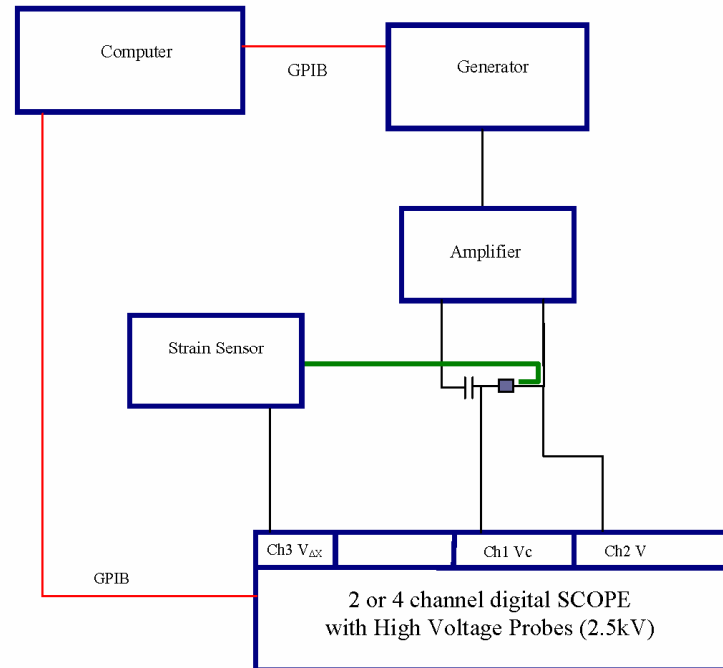 Computer
GPIB
Generator
Amplifier
Strain Sensor
Ch3 VΔX
Ch1 Vc
Ch2 V
GPIB
2 or 4 channel digital SCOPE
with High Voltage Probes (2.5kV)